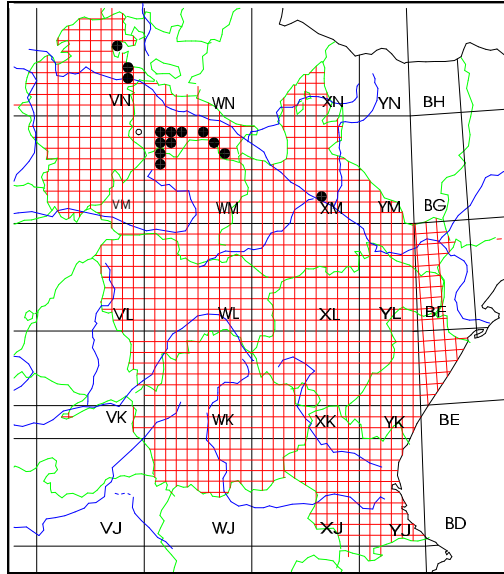 VN WN XN YN BH
VM WM XM YM BG
VL WL XL YL BF
VK WK XK YK BE
VJ WJ XJ YJ BD